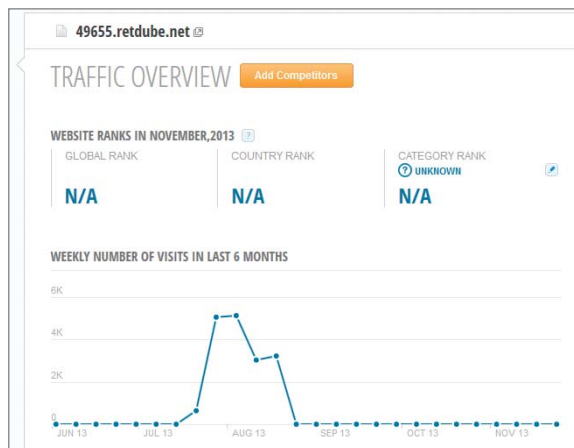 49655.retdube.net
TRAFFIC OVERVIEW Add Competitors
WEBSITE RANKS IN NOVEMBER,2013 ?
GLOBAL RANK COUNTRY RANK CATEGORY RANK
? UNKNOWN
N/A N/A N/A
WEEKLY NUMBER OF VISITS IN LAST 6 MONTHS
6K
4K
2K
0
JUN 13 JUL 13 AUG 13 SEP 13 OCT 13 NOV 13